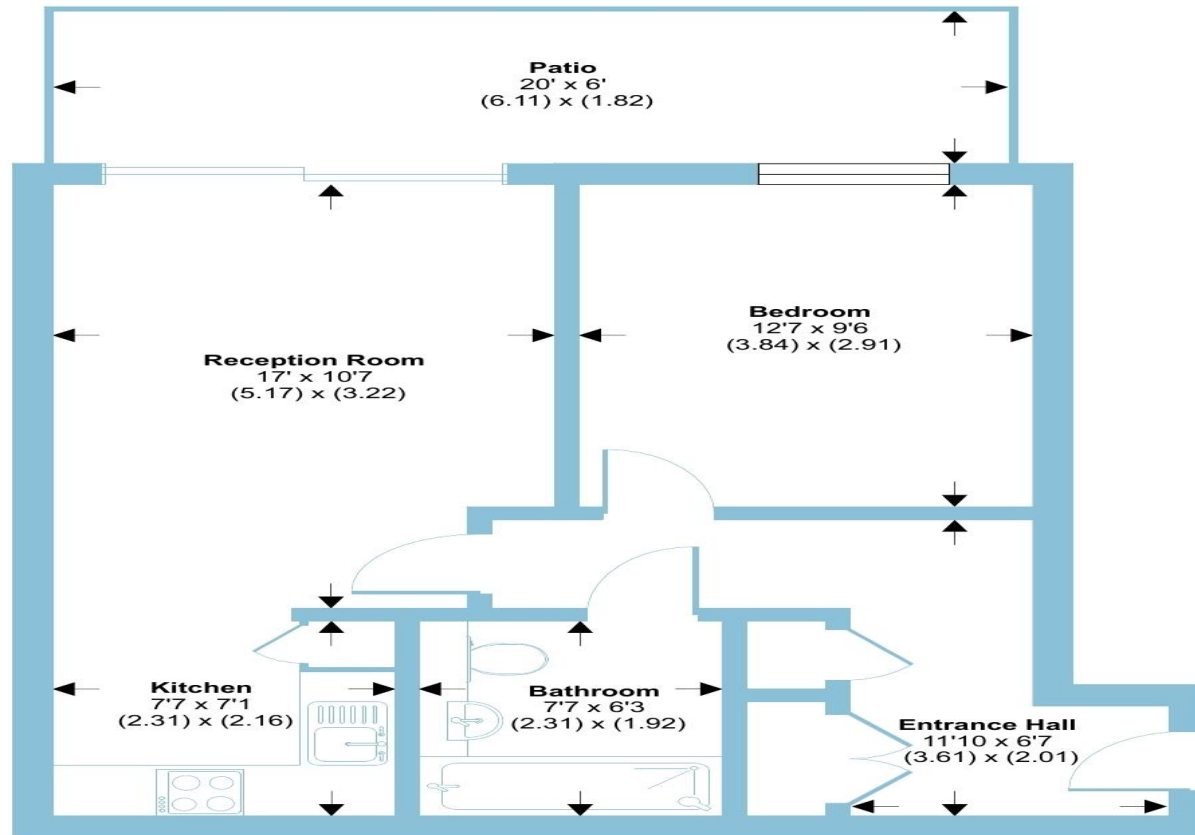 Patio
20' x 6'
(6.11) x (1.82)
Bedroom
12'7 x 9'6
(3.84) x (2.91)
Reception Room
17' x 10'7
(5.17) x (3.22)
Kitchen
7'7 x 7'1
(2.31) x (2.16)
Bathroom
7'7 x 6'3
(2.31) x (1.92)
Entrance Hall
11'10 x 6'7
(3.61) x (2.01)